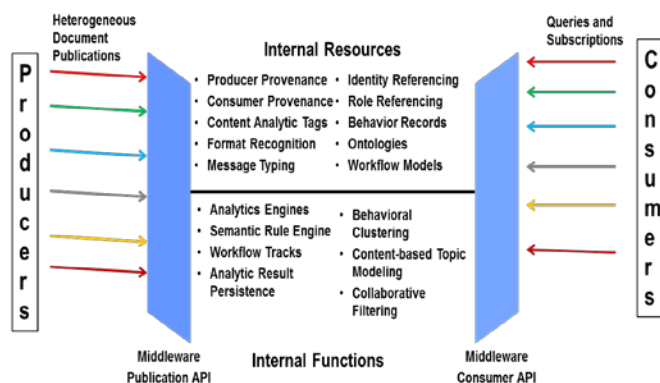 Heterogeneous
Document
Publications
Queries and
Subscriptions
Producers
Internal Resources
• Producer Provenance
• Consumer Provenance
• Content Analytic Tags
• Format Recognition
• Message Typing
• Identity Referencing
• Role Referencing
• Behavior Records
• Ontologies
• Workflow Models
• Analytics Engines
• Semantic Rule Engine
• Workflow Tracks
• Analytic Result
Persistence
• Behavioral
Clustering
• Content-based Topic
Modeling
• Collaborative
Filtering
Internal Functions
Middleware
Publication API
Middleware
Consumer API
Consumers